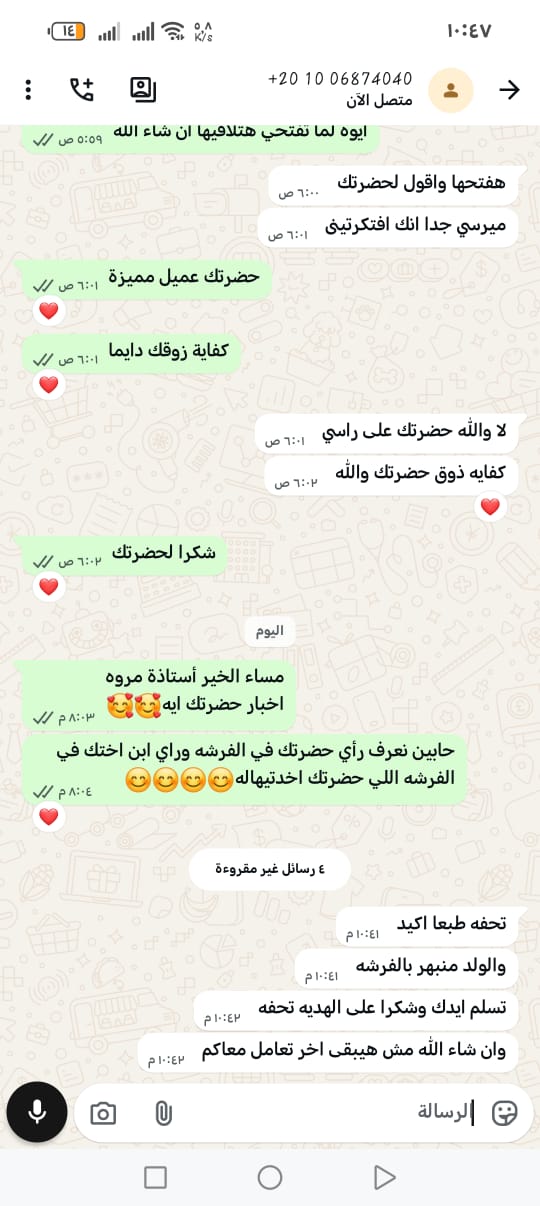 ١٤
٥٫٨ K/s
١٠:٤٧
+20 10 06874040
متصل الآن
ايوه لما تفتحي هتلاقيها ان شاء الله
٥:٥٩ ص
هفتحها واقول لحضرتك
٦:٠٠ ص
ميرسي جدا انك افتكرتينى
٦:٠١ ص
حضرتك عميل مميزة
٦:٠١ ص
كفاية زوقك دايما
٦:٠١ ص
لا والله حضرتك على راسي
٦:٠١ ص
كفايه ذوق حضرتك والله
٦:٠٢ ص
شكرا لحضرتك
٦:٠٢ ص
اليوم
مساء الخير أستاذة مروه
اخبار حضرتك ايه🥰🥰
٨:٠٣ م
حابين نعرف رأي حضرتك في الفرشه وراي ابن اختك في
الفرشه اللي حضرتك اخدتيهاله😊😊😊😊
٨:٠٤ م
٤ رسائل غير مقروءة
تحفه طبعا اكيد
١٠:٤١ م
والولد منبهر بالفرشه
١٠:٤١ م
تسلم ايدك وشكرا على الهديه تحفه
١٠:٤٢ م
وان شاء الله مش هيبقى اخر تعامل معاكم
١٠:٤٢ م
الرسالة